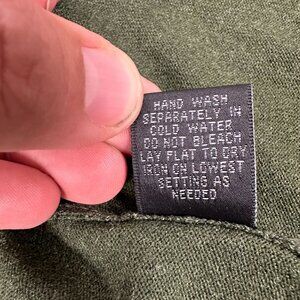 HAND WASH
SEPARATELY IN
COLD WATER
DO NOT BLEACH
LAY FLAT TO DRY
IRON ON LOWEST
SETTING AS
NEEDED